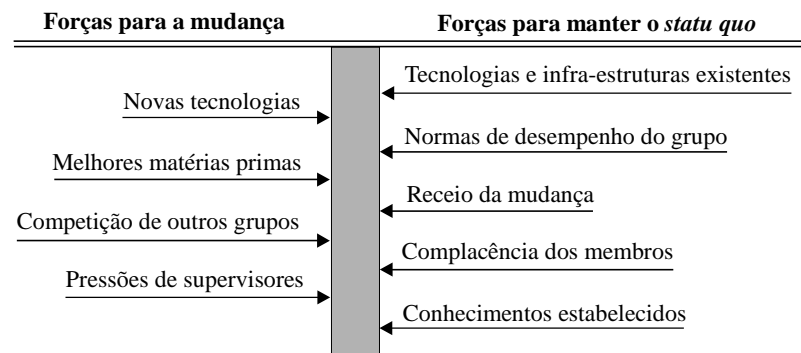 Forças para a mudança
Forças para manter o statu quo
Tecnologias e infra-estruturas existentes
Novas tecnologias
Normas de desempenho do grupo
Melhores matérias primas
Receio da mudança
Competição de outros grupos
Complacência dos membros
Pressões de supervisores
Conhecimentos estabelecidos